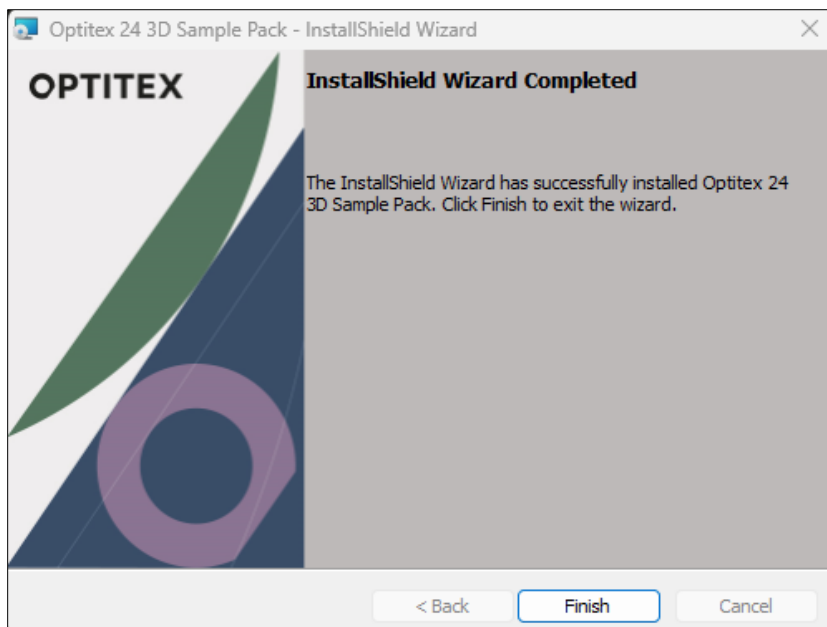 Optitex 24 3D Sample Pack - InstallShield Wizard
OPTITEX
InstallShield Wizard Completed
The InstallShield Wizard has successfully installed Optitex 24
3D Sample Pack. Click Finish to exit the wizard.
< Back
Finish
Cancel